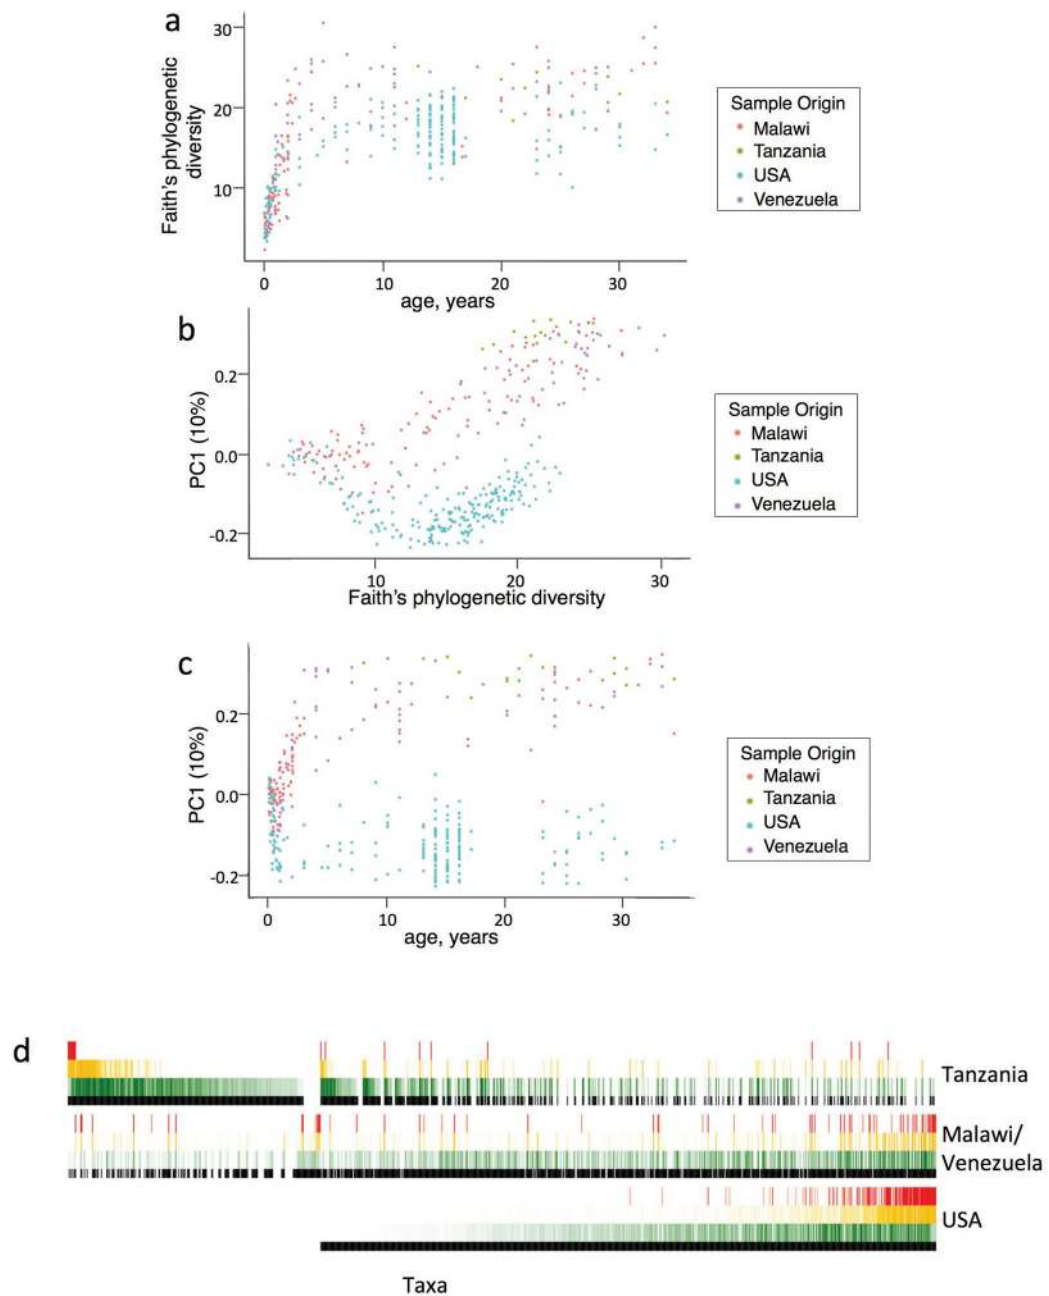 a
Faith's phylogenetic
diversity
30
20
10
0 10 20 30
age, years
Sample Origin
Malawi
Tanzania
USA
Venezuela
b
PC1 (10%)
0.2
0.0
-0.2
10 20 30
Faith's phylogenetic diversity
Sample Origin
Malawi
Tanzania
USA
Venezuela
c
PC1 (10%)
0.2
0.0
-0.2
0 10 20 30
age, years
Sample Origin
Malawi
Tanzania
USA
Venezuela
d
Tanzania
Malawi/
Venezuela
USA
Taxa